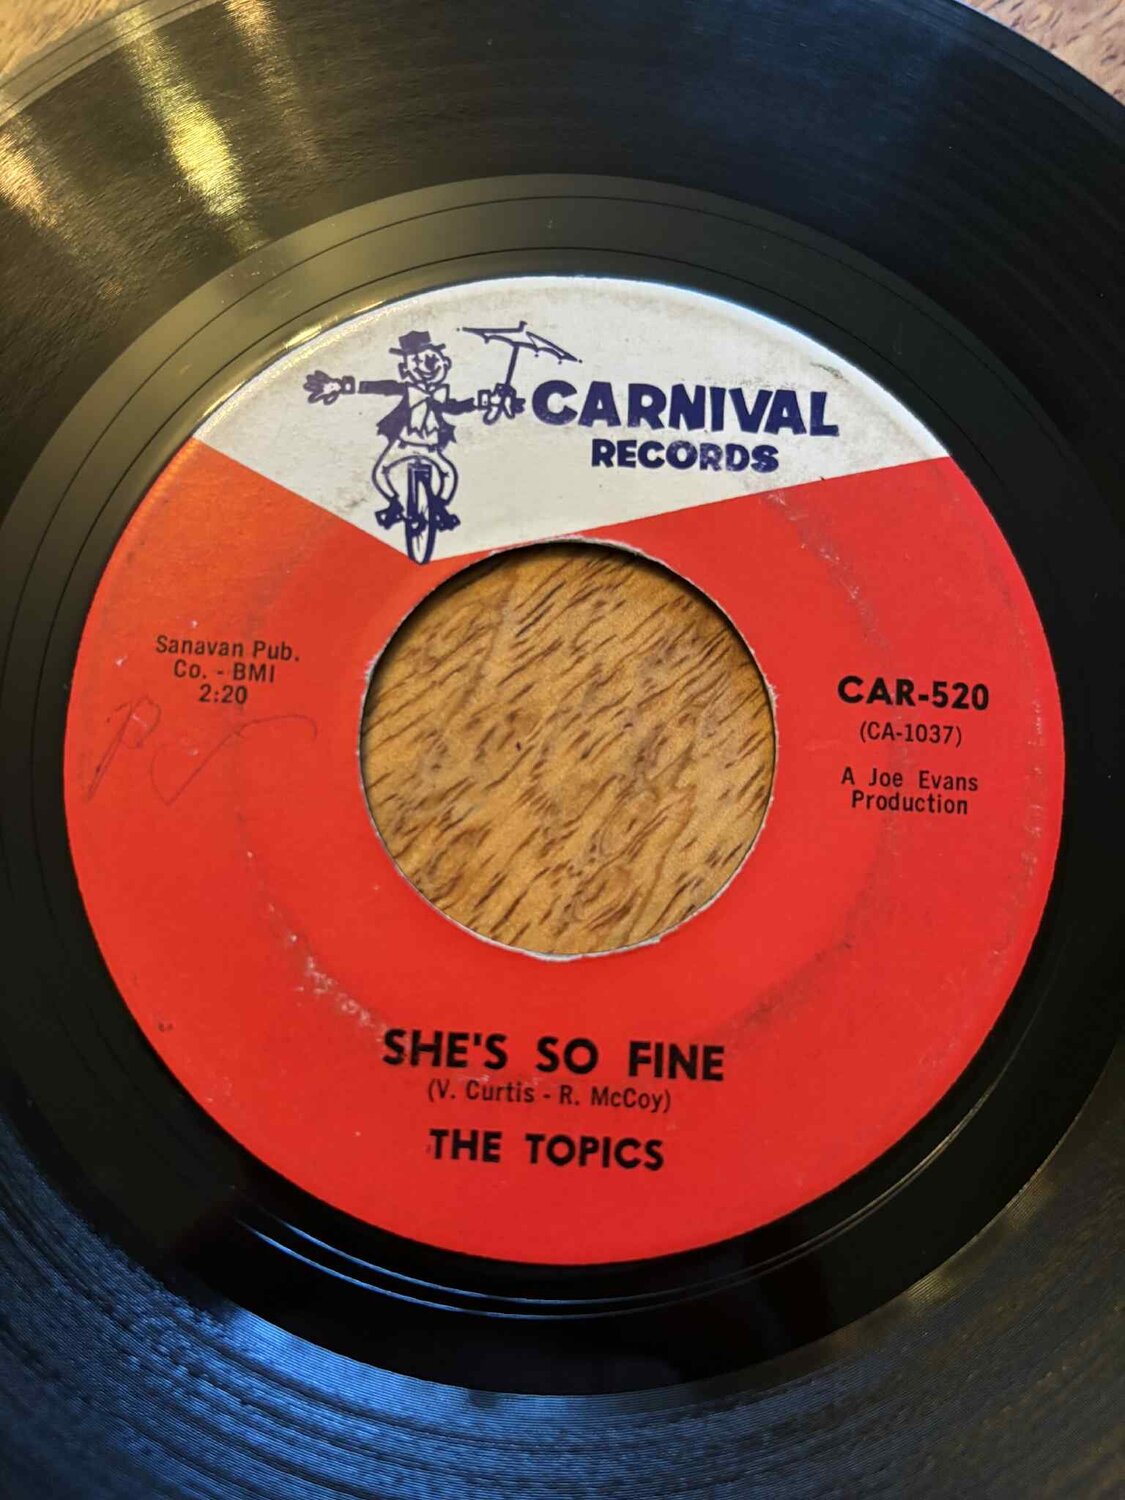 CARNIVAL
RECORDS
Sanavan Pub.
Co. - BMI
2:20
CAR-520
(CA-1037)
A Joe Evans
Production
SHE'S SO FINE
(V. Curtis - R. McCoy)
THE TOPICS